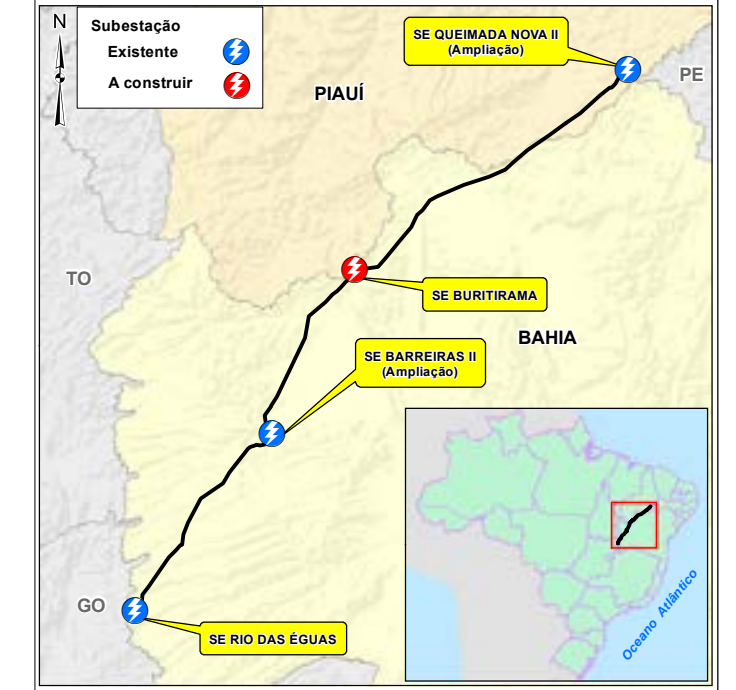 N
Subestação
Existente
A construir
SE QUEIMADA NOVA II
(Ampliação)
PE
PIAUÍ
TO
SE BURITIRAMA
BAHIA
SE BARREIRAS II
(Ampliação)
GO
SE RIO DAS ÉGUAS
Oceano Atlântico